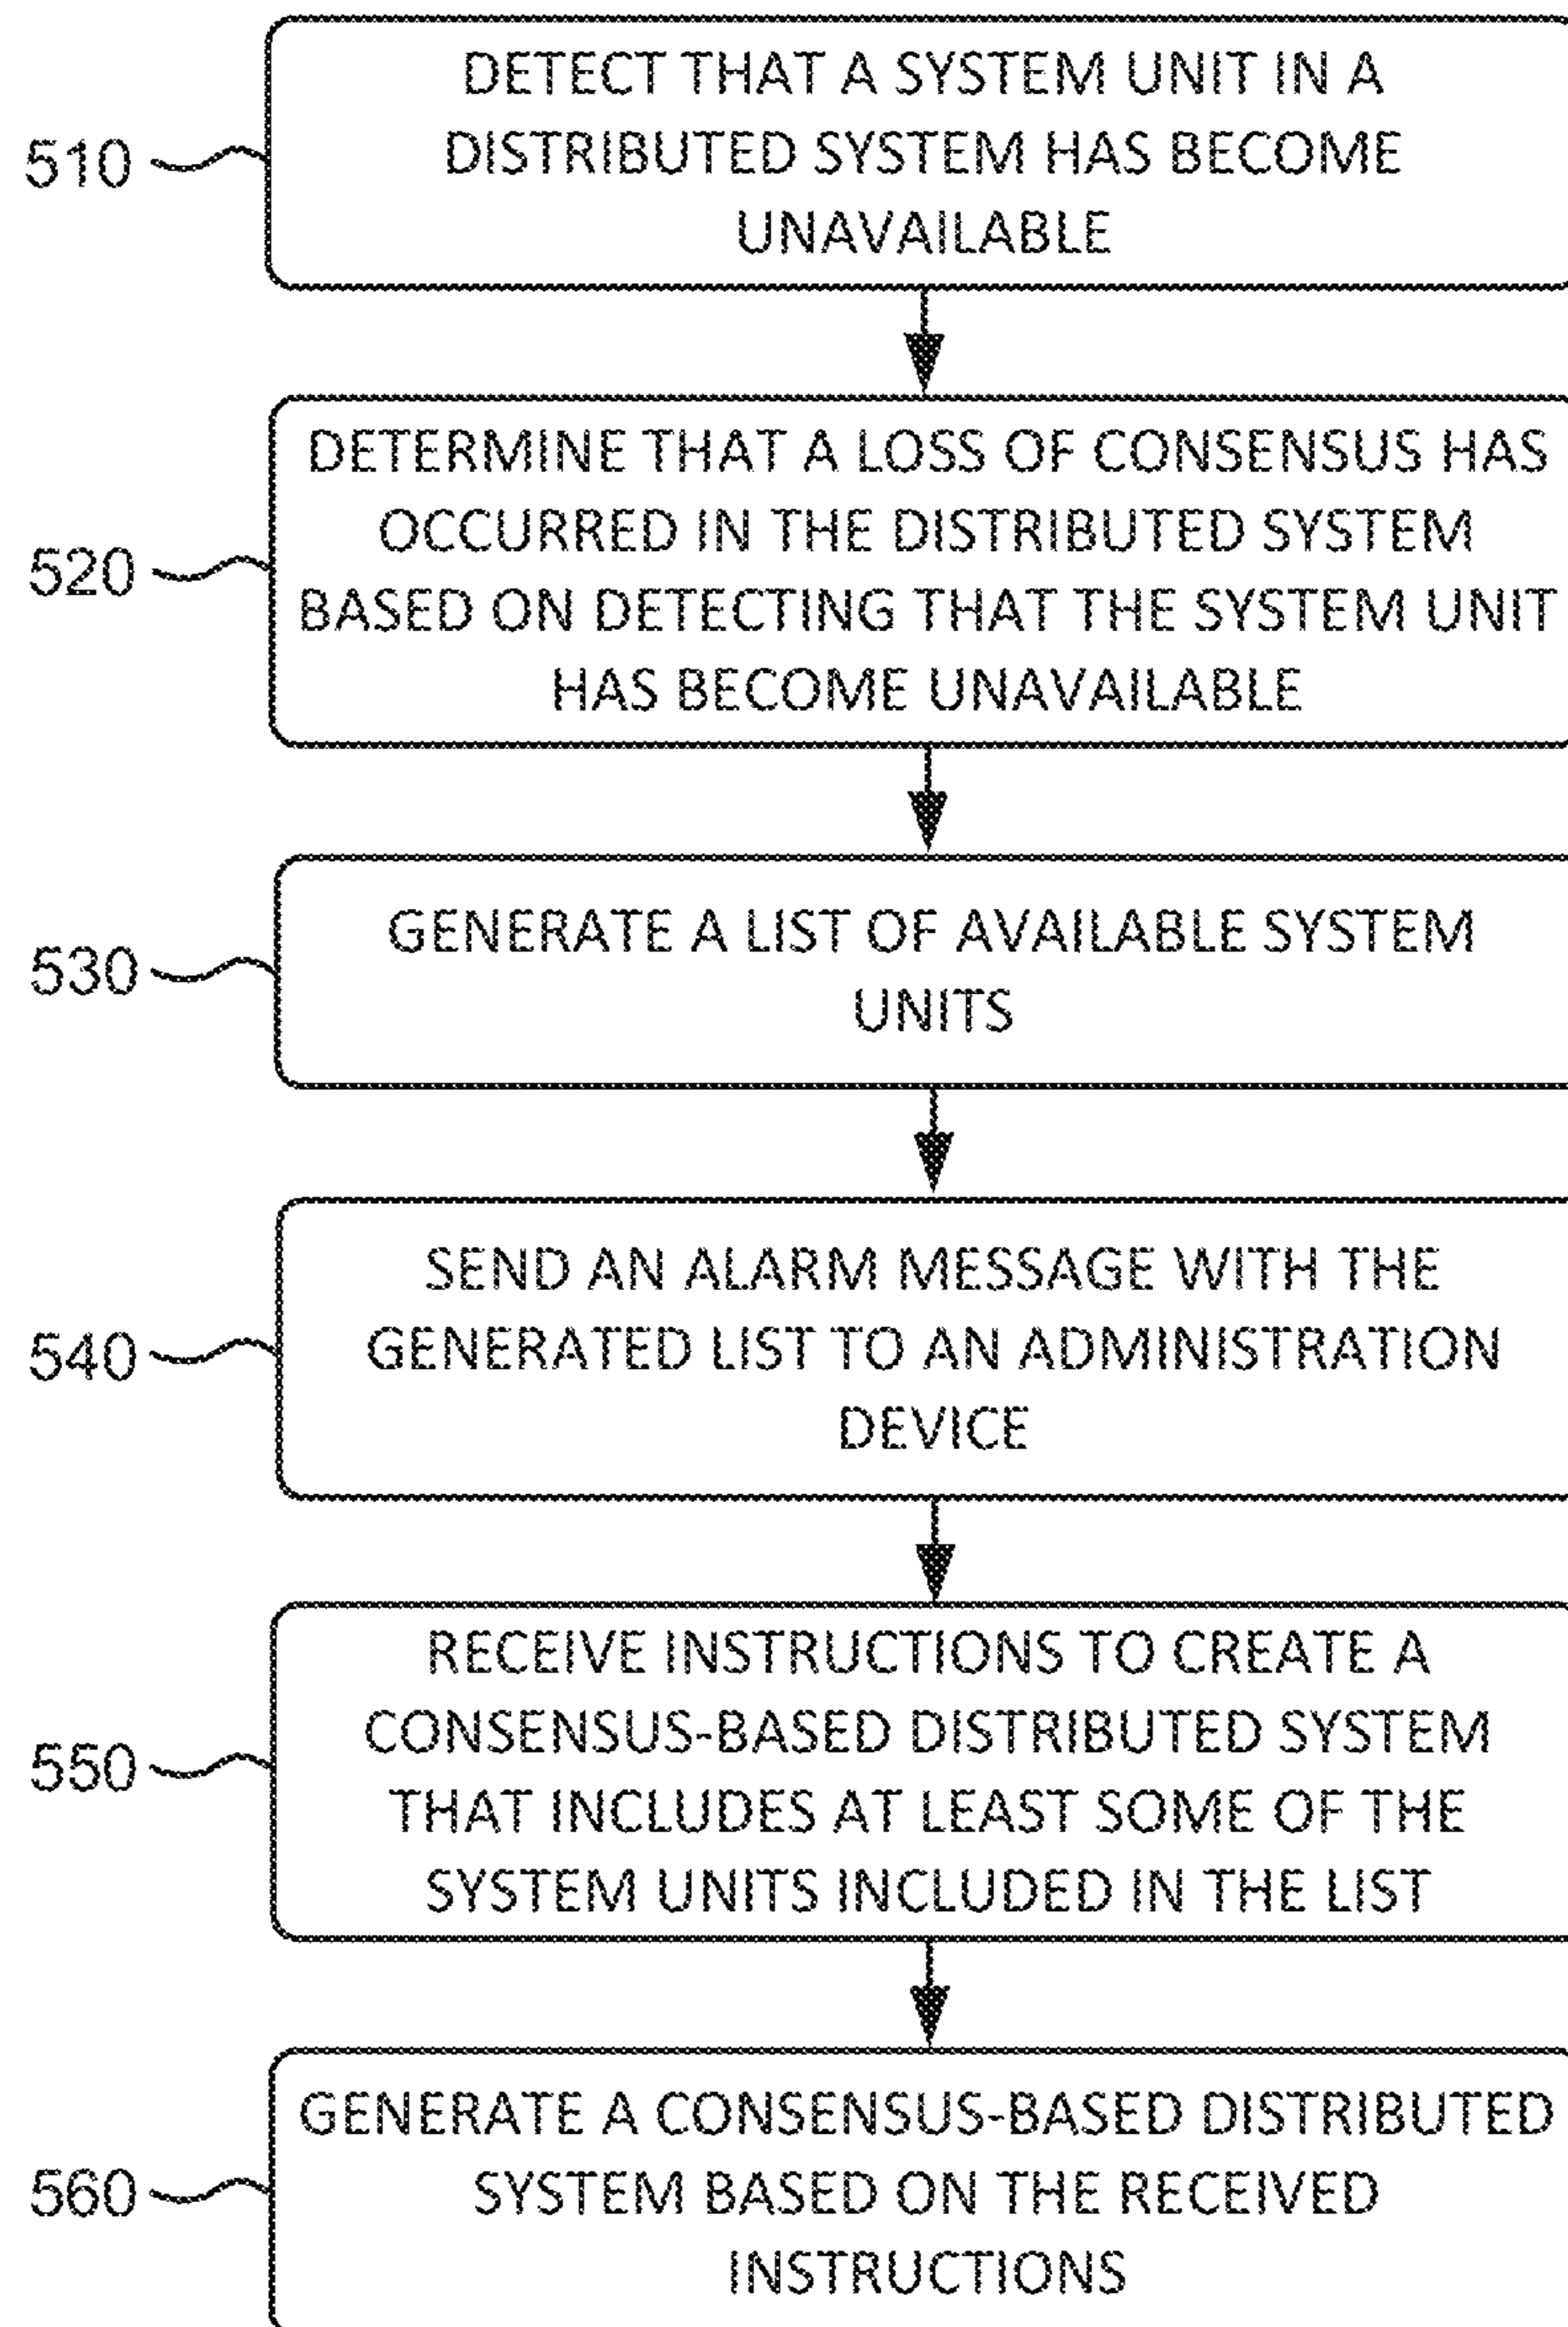 DETECT THAT A SYSTEM UNIT IN A
DISTRIBUTED SYSTEM HAS BECOME
UNAVAILABLE
510
DETERMINE THAT A LOSS OF CONSENSUS HAS
OCCURRED IN THE DISTRIBUTED SYSTEM
BASED ON DETECTING THAT THE SYSTEM UNIT
HAS BECOME UNAVAILABLE
520
GENERATE A LIST OF AVAILABLE SYSTEM
UNITS
530
SEND AN ALARM MESSAGE WITH THE
GENERATED LIST TO AN ADMINISTRATION
DEVICE
540
RECEIVE INSTRUCTIONS TO CREATE A
CONSENSUS-BASED DISTRIBUTED SYSTEM
THAT INCLUDES AT LEAST SOME OF THE
SYSTEM UNITS INCLUDED IN THE LIST
550
GENERATE A CONSENSUS-BASED DISTRIBUTED
SYSTEM BASED ON THE RECEIVED
INSTRUCTIONS
560